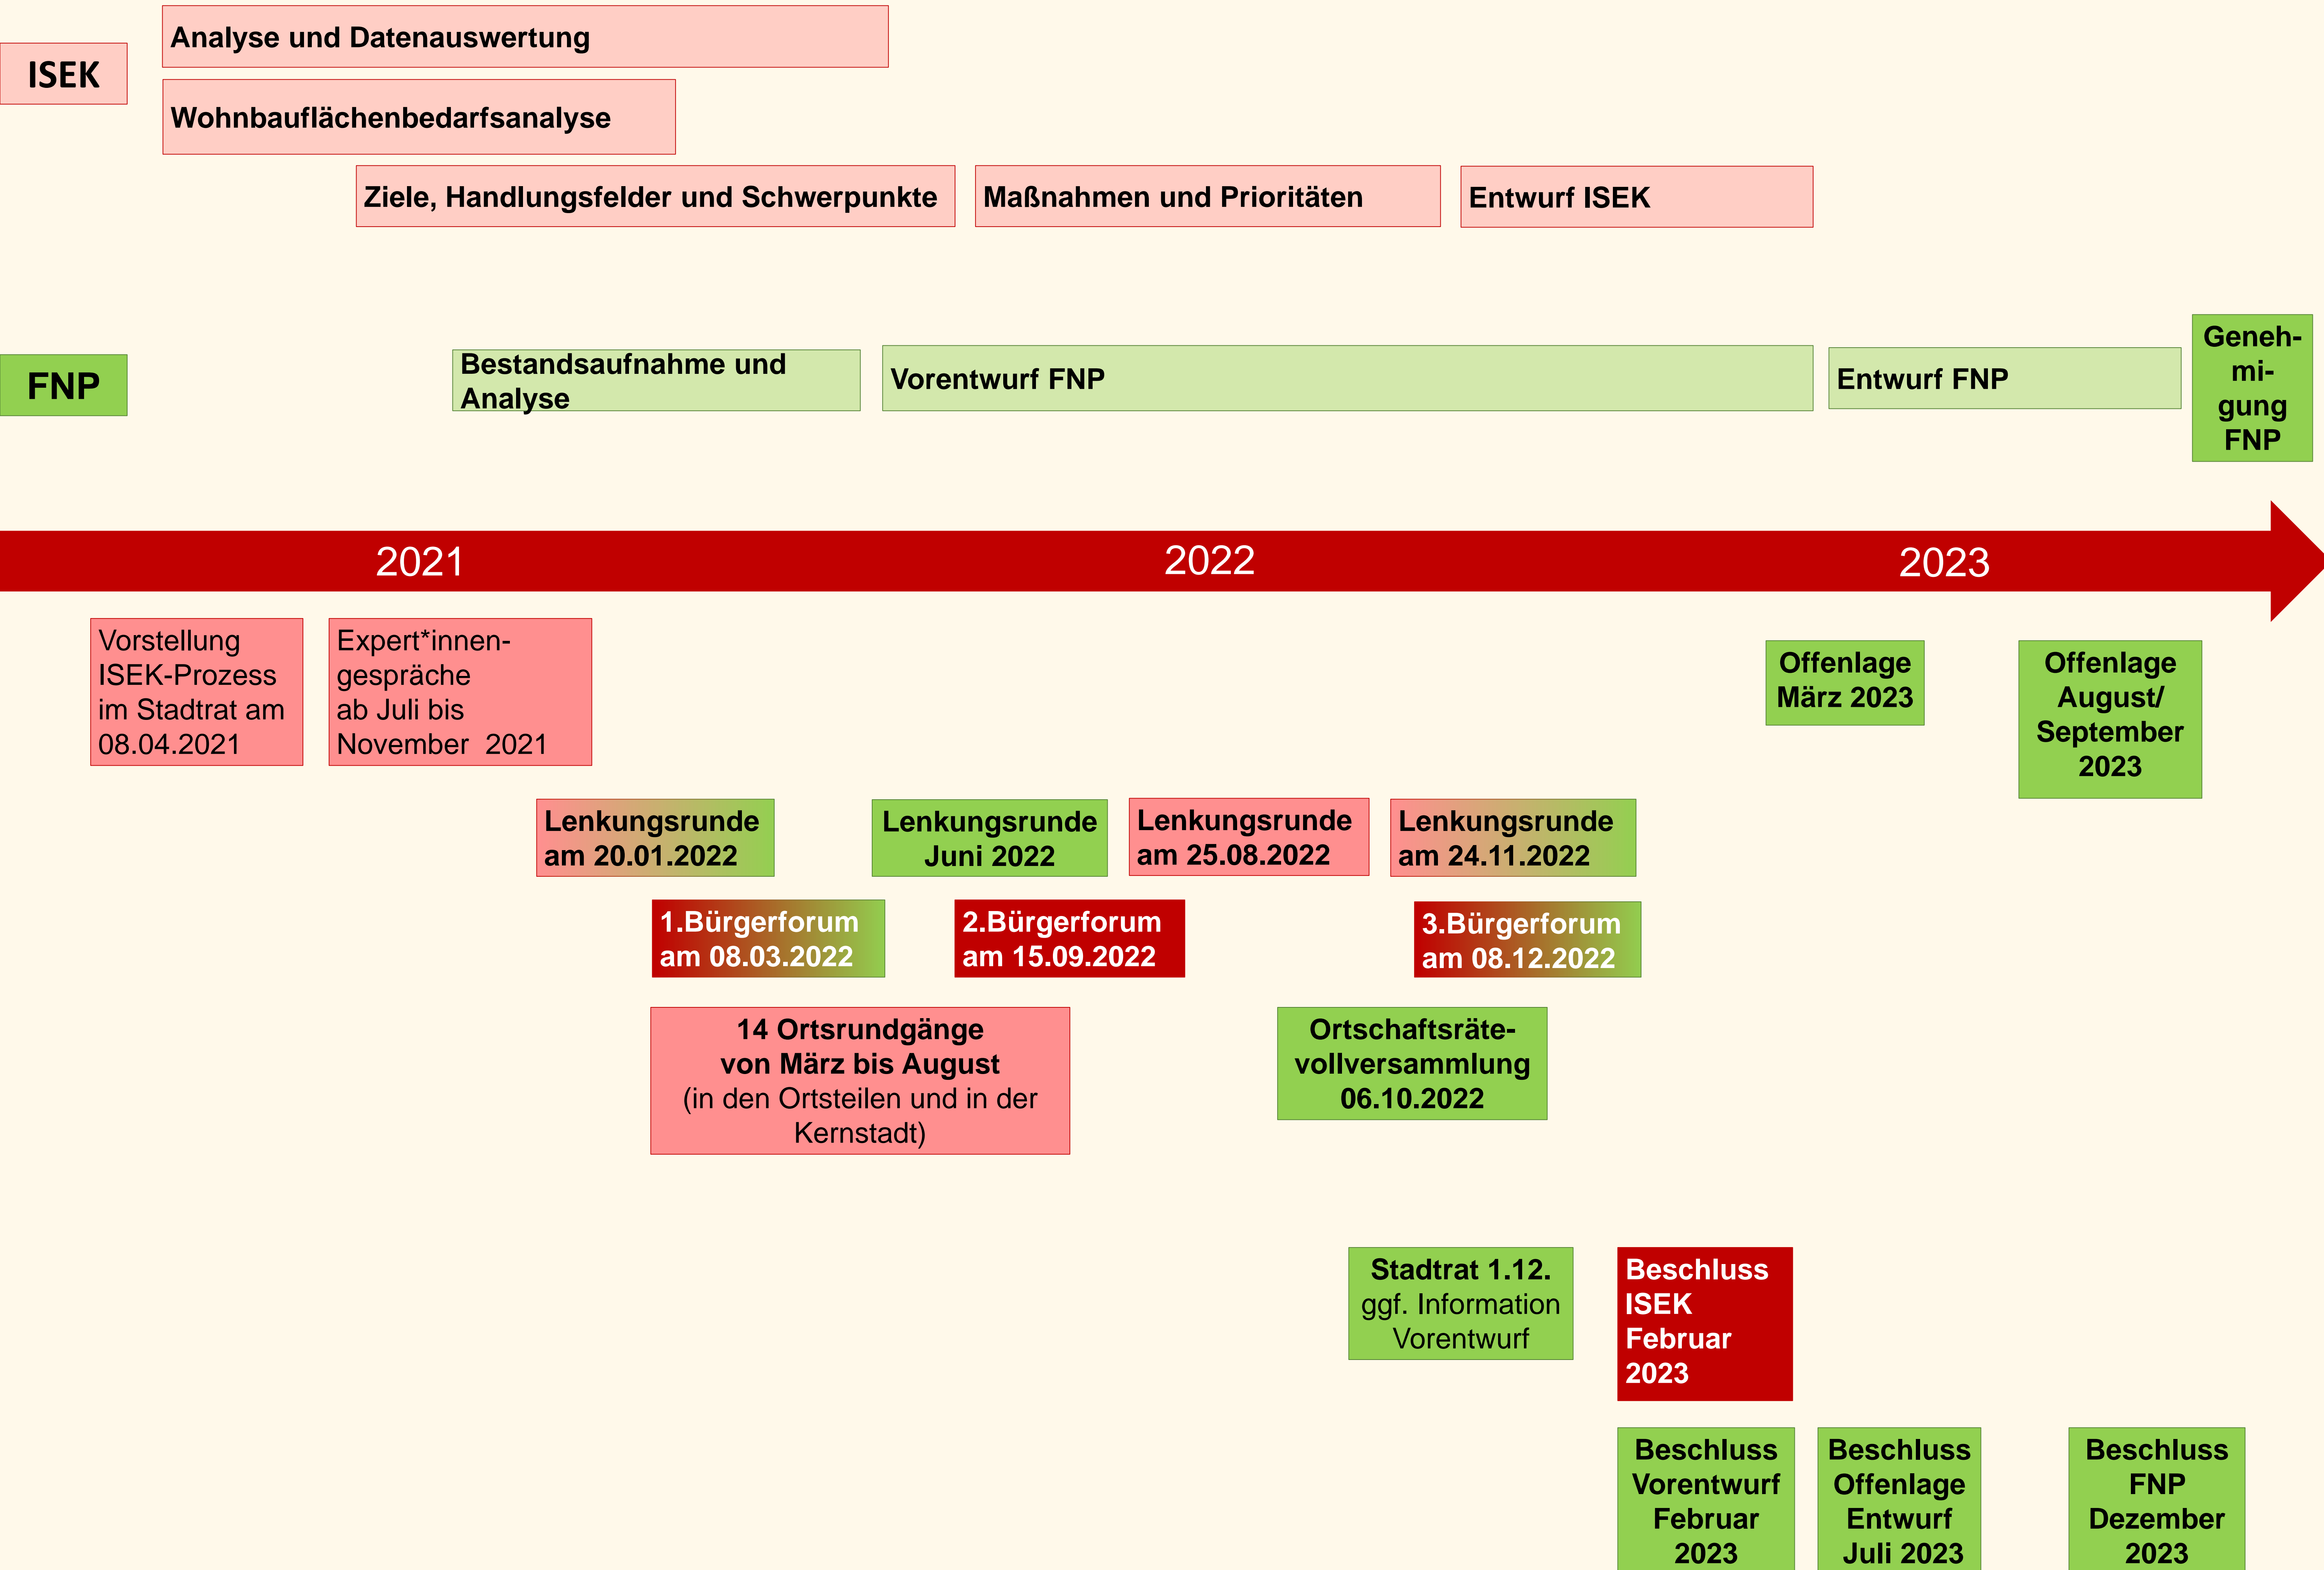 Analyse und Datenauswertung
ISEK
Wohnbauflächenbedarfsanalyse
Ziele, Handlungsfelder und Schwerpunkte
Maßnahmen und Prioritäten
Entwurf ISEK
FNP
Bestandsaufnahme und
Analyse
Vorentwurf FNP
Entwurf FNP
Geneh-
mi-
gung
FNP
2021
2022
2023
Vorstellung
ISEK-Prozess
im Stadtrat am
08.04.2021
Expert*innen-
gespräche
ab Juli bis
November 2021
Offenlage
März 2023
Offenlage
August/
September
2023
Lenkungsrunde
am 20.01.2022
Lenkungsrunde
Juni 2022
Lenkungsrunde
am 25.08.2022
Lenkungsrunde
am 24.11.2022
1.Bürgerforum
am 08.03.2022
2.Bürgerforum
am 15.09.2022
3.Bürgerforum
am 08.12.2022
14 Ortsrundgänge
von März bis August
(in den Ortsteilen und in der
Kernstadt)
Ortschaftsräte-
vollversammlung
06.10.2022
Stadtrat 1.12.
ggf. Information
Vorentwurf
Beschluss
ISEK
Februar
2023
Beschluss
Vorentwurf
Februar
2023
Beschluss
Offenlage
Entwurf
Juli 2023
Beschluss
FNP
Dezember
2023